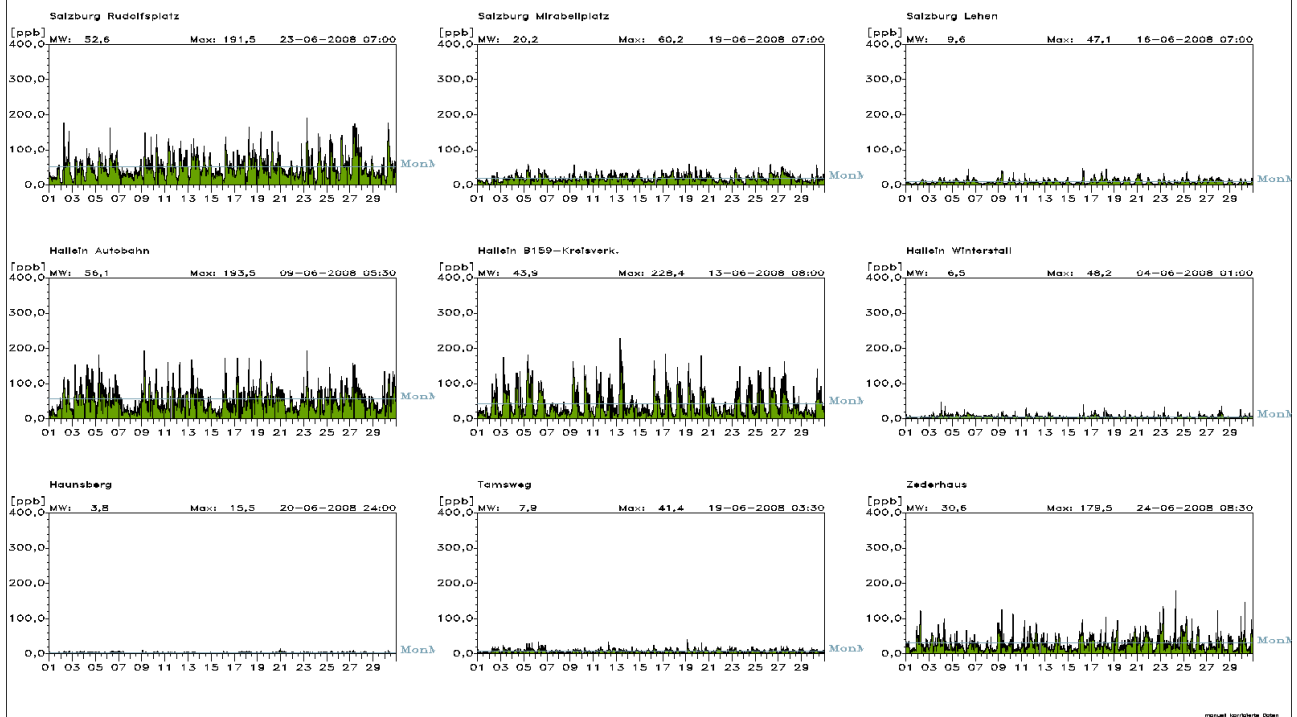 Salzburg Rudolfsplatz
[ppb] MW: 52,6 Max: 191,5 23-06-2008 07:00
400,0
300,0
200,0
100,0
0,0
01 03 05 07 09 11 13 15 17 19 21 23 25 27 29
MonM
Salzburg Mirabellplatz
[ppb] MW: 20,2 Max: 60,2 19-06-2008 07:00
400,0
300,0
200,0
100,0
0,0
01 03 05 07 09 11 13 15 17 19 21 23 25 27 29
MonM
Salzburg Lehen
[ppb] MW: 9,6 Max: 47,1 16-06-2008 07:00
400,0
300,0
200,0
100,0
0,0
01 03 05 07 09 11 13 15 17 19 21 23 25 27 29
MonM
Hallein Autobahn
[ppb] MW: 56,1 Max: 193,5 09-06-2008 05:30
400,0
300,0
200,0
100,0
0,0
01 03 05 07 09 11 13 15 17 19 21 23 25 27 29
MonM
Hallein B159-Kreisverk.
[ppb] MW: 43,9 Max: 228,4 13-06-2008 08:00
400,0
300,0
200,0
100,0
0,0
01 03 05 07 09 11 13 15 17 19 21 23 25 27 29
MonM
Hallein Winterstall
[ppb] MW: 6,5 Max: 48,2 04-06-2008 01:00
400,0
300,0
200,0
100,0
0,0
01 03 05 07 09 11 13 15 17 19 21 23 25 27 29
MonM
Haunsberg
[ppb] MW: 3,8 Max: 15,5 20-06-2008 24:00
400,0
300,0
200,0
100,0
0,0
01 03 05 07 09 11 13 15 17 19 21 23 25 27 29
MonM
Tamsweg
[ppb] MW: 7,9 Max: 41,4 19-06-2008 03:30
400,0
300,0
200,0
100,0
0,0
01 03 05 07 09 11 13 15 17 19 21 23 25 27 29
MonM
Zederhaus
[ppb] MW: 30,6 Max: 179,5 24-06-2008 08:30
400,0
300,0
200,0
100,0
0,0
01 03 05 07 09 11 13 15 17 19 21 23 25 27 29
MonM
manuell korrigierte Daten